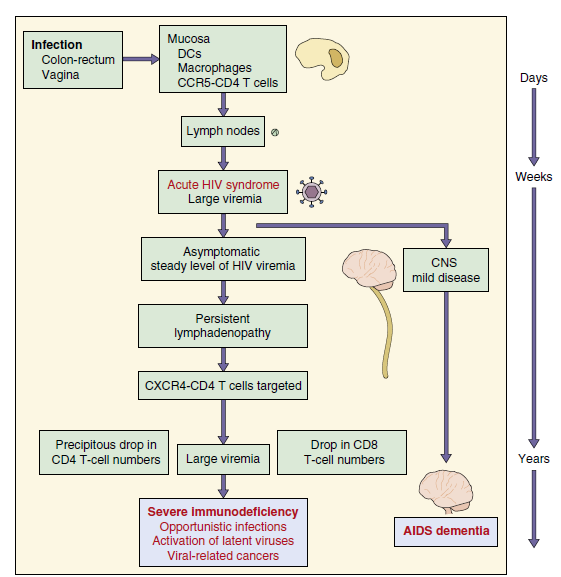 Infection
Colon-rectum
Vagina
Mucosa
DCs
Macrophages
CCR5-CD4 T cells
Days
Lymph nodes
Weeks
Acute HIV syndrome
Large viremia
Asymptomatic
steady level of HIV viremia
CNS
mild disease
Persistent
lymphadenopathy
CXCR4-CD4 T cells targeted
Precipitous drop in
CD4 T-cell numbers
Large viremia
Drop in CD8
T-cell numbers
Years
Severe immunodeficiency
Opportunistic infections
Activation of latent viruses
Viral-related cancers
AIDS dementia